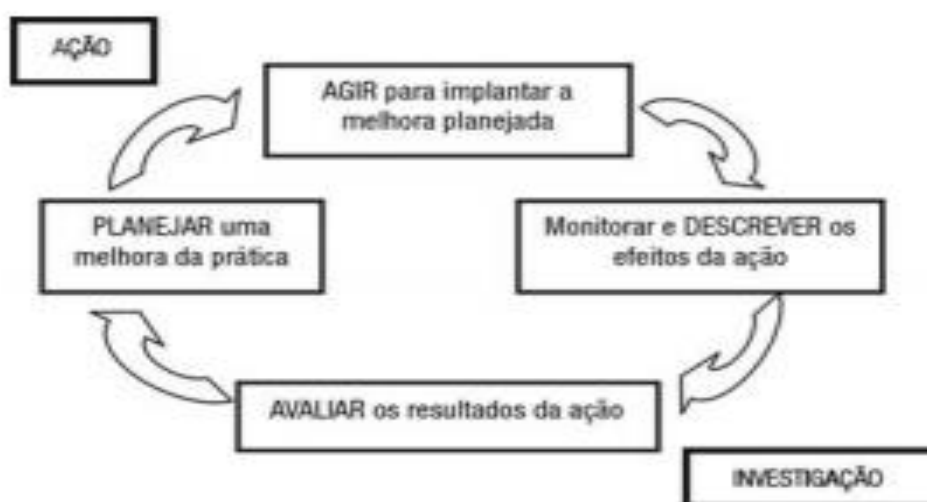 AÇÃO
AGIR para implantar a
melhora planejada
PLANEJAR uma
melhora da prática
Monitorar e DESCREVER os
efeitos da ação
AVALIAR os resultados da ação
INVESTIGAÇÃO